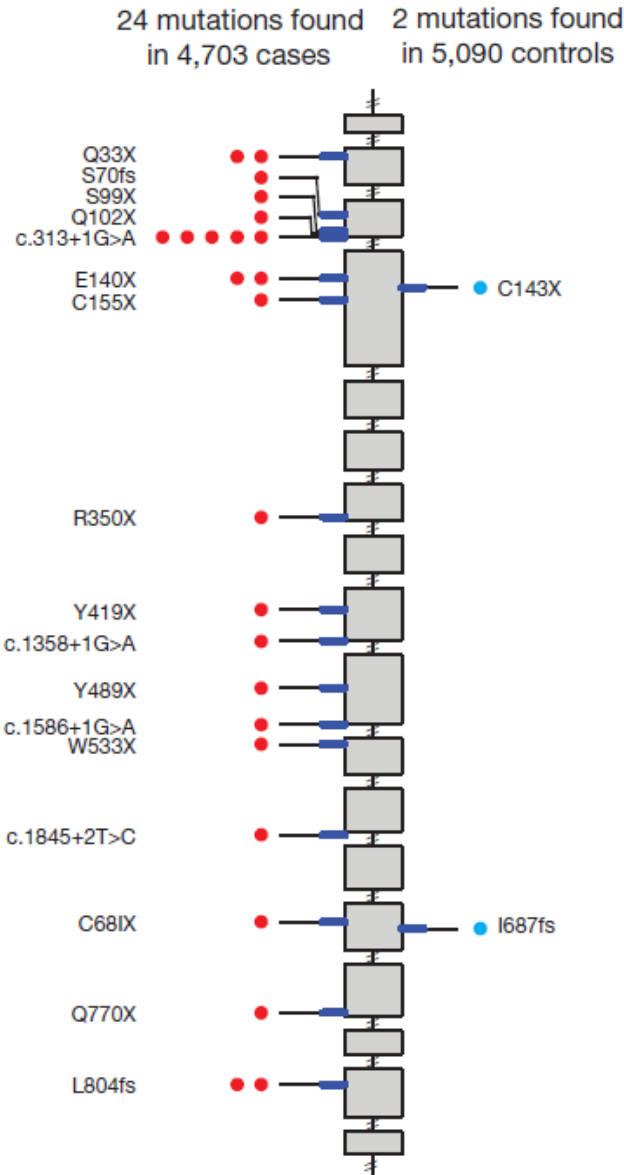 24 mutations found
in 4,703 cases
2 mutations found
in 5,090 controls
Q33X
S70fs
S99X
Q102X
c.313+1G>A
E140X
C155X
C143X
R350X
Y419X
c.1358+1G>A
Y489X
c.1586+1G>A
W533X
c.1845+2T>C
C68IX
I687fs
Q770X
L804fs